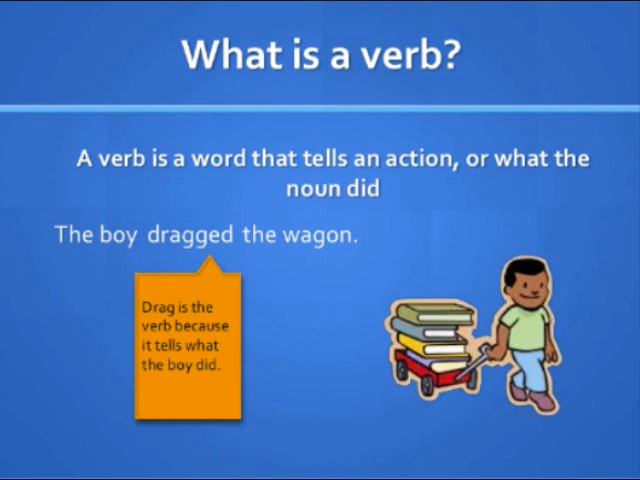 What is a verb?
A verb is a word that tells an action, or what the
noun did
The boy dragged the wagon.
Drag is the
verb because
it tells what
the boy did.